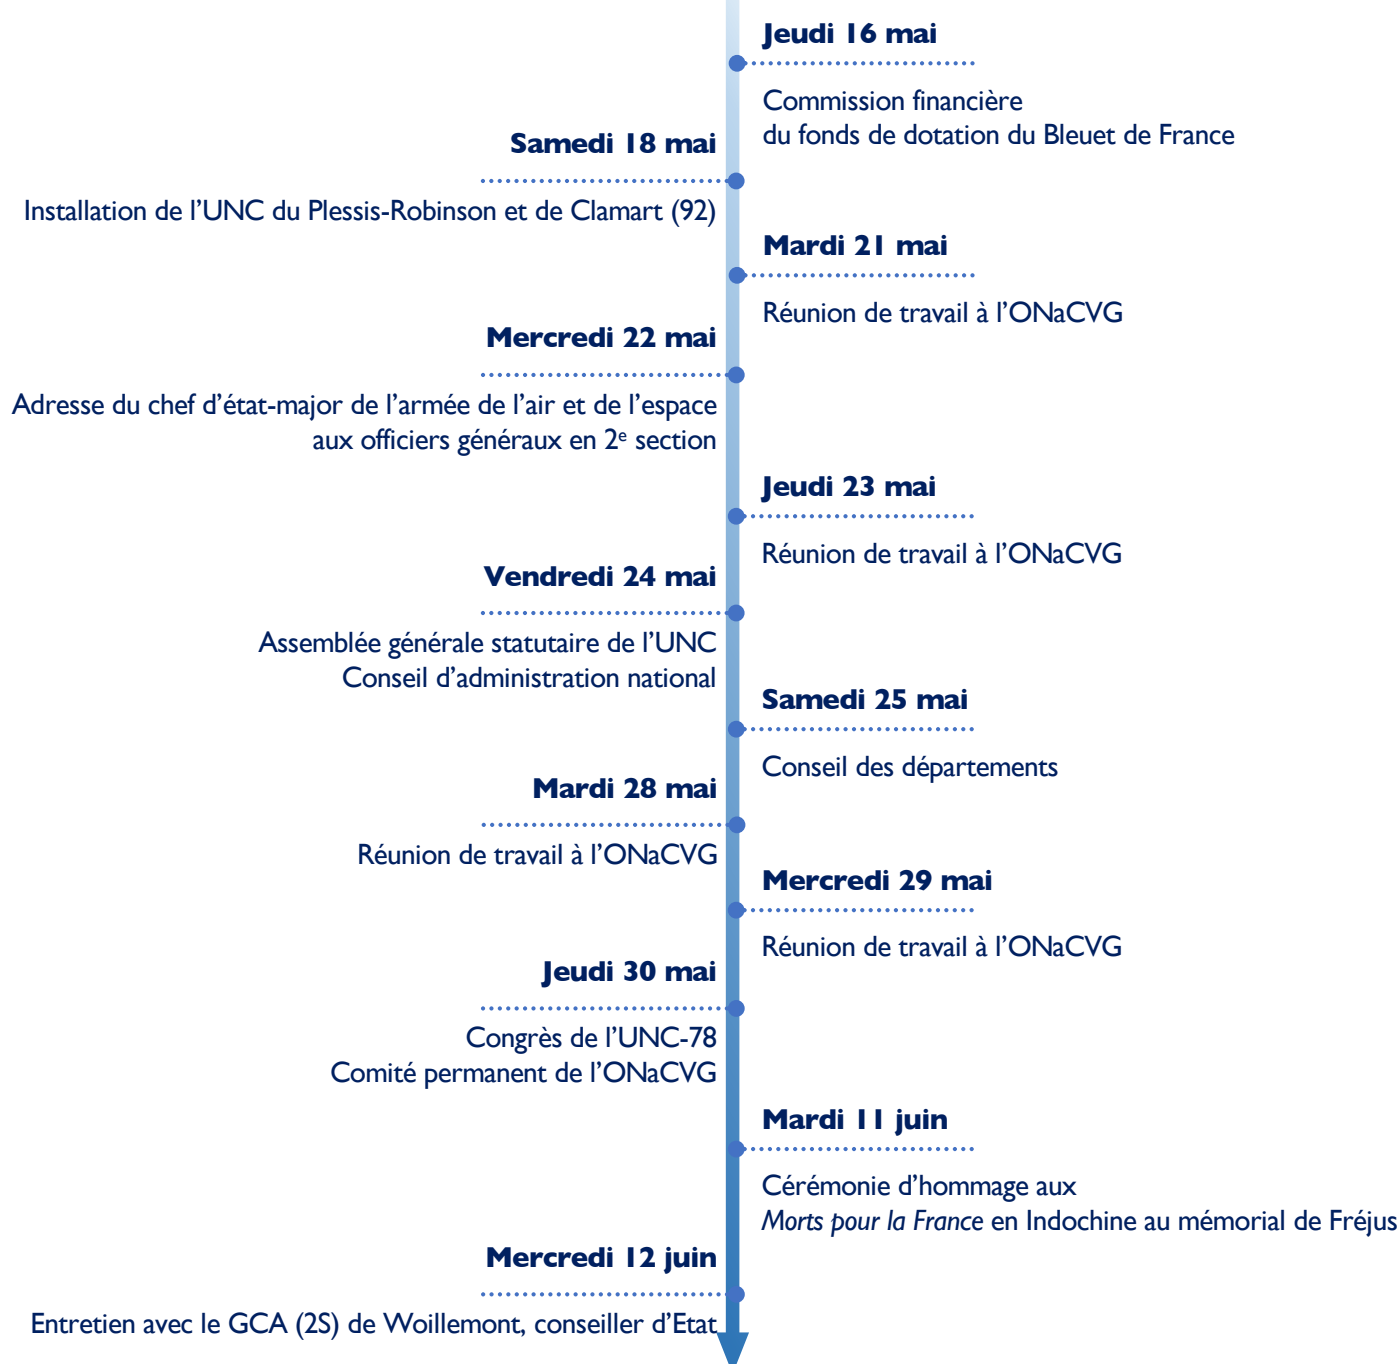 Jeudi 16 mai
Commission financière
du fonds de dotation du Bleuet de France
Samedi 18 mai
Installation de l’UNC du Plessis-Robinson et de Clamart (92)
Mardi 21 mai
Réunion de travail à l’ONaCVG
Mercredi 22 mai
Adresse du chef d’état-major de l’armée de l’air et de l’espace
aux officiers généraux en 2e section
Jeudi 23 mai
Réunion de travail à l’ONaCVG
Vendredi 24 mai
Assemblée générale statutaire de l’UNC
Conseil d’administration national
Samedi 25 mai
Conseil des départements
Mardi 28 mai
Réunion de travail à l’ONaCVG
Mercredi 29 mai
Réunion de travail à l’ONaCVG
Jeudi 30 mai
Congrès de l’UNC-78
Comité permanent de l’ONaCVG
Mardi 11 juin
Cérémonie d’hommage aux
Morts pour la France en Indochine au mémorial de Fréjus
Mercredi 12 juin
Entretien avec le GCA (2S) de Woillemont, conseiller d’Etat